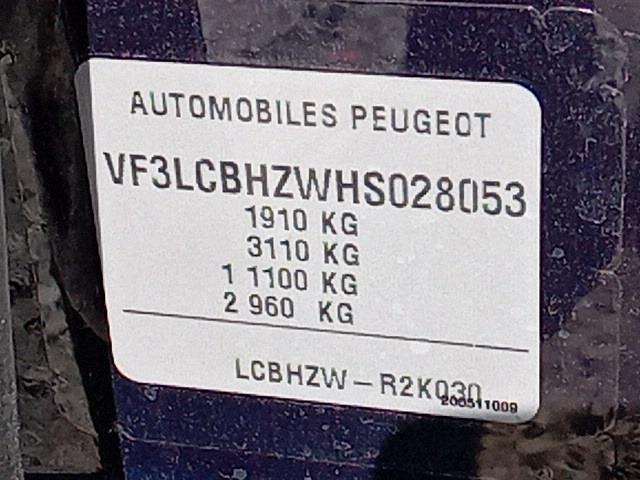 AUTOMOBILES PEUGEOT
VF3LCBHZWHS028053
1910 KG
3110 KG
1 1100 KG
2 960 KG
LCBHZW – R2K030
200511009